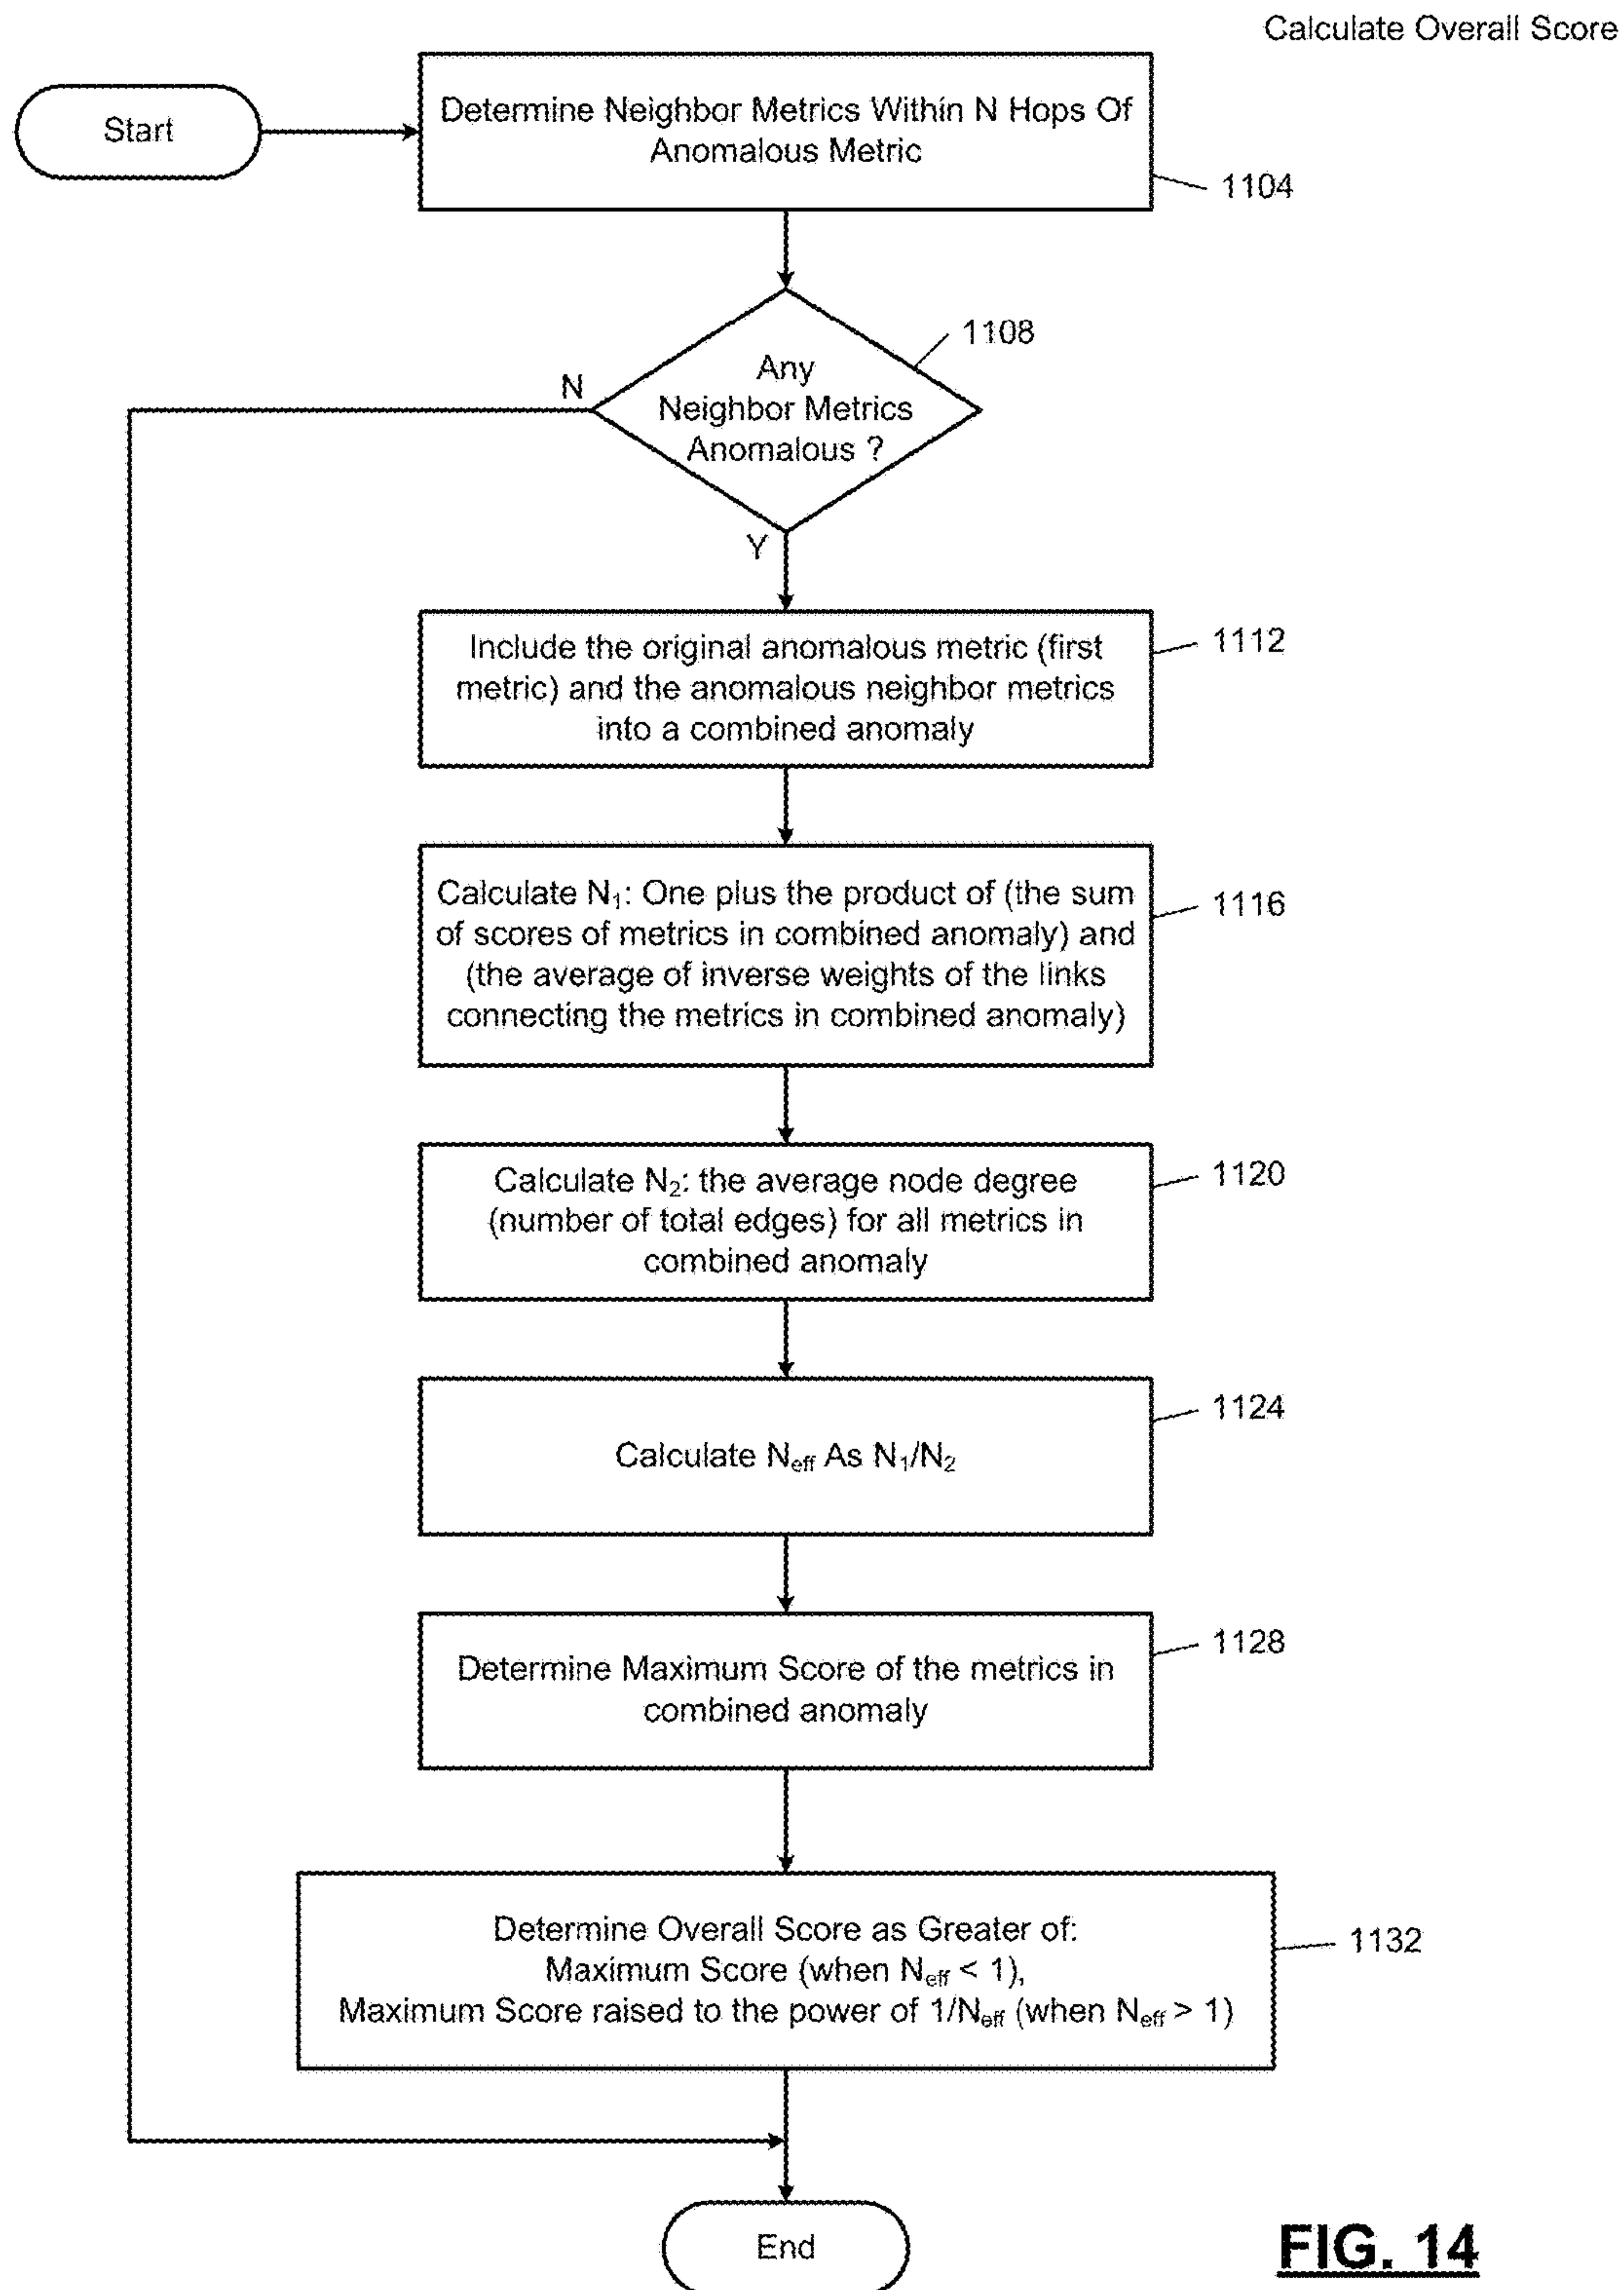 Calculate Overall Score
Start
Determine Neighbor Metrics Within N Hops Of
Anomalous Metric
1104
1108
Any
Neighbor Metrics
Anomalous ?
N
Y
Include the original anomalous metric (first
metric) and the anomalous neighbor metrics
into a combined anomaly
1112
Calculate N₁: One plus the product of (the sum
of scores of metrics in combined anomaly) and
(the average of inverse weights of the links
connecting the metrics in combined anomaly)
1116
Calculate N₂: the average node degree
(number of total edges) for all metrics in
combined anomaly
1120
Calculate Neff As N₁/N₂
1124
Determine Maximum Score of the metrics in
combined anomaly
1128
Determine Overall Score as Greater of:
Maximum Score (when Neff < 1),
Maximum Score raised to the power of 1/Neff (when Neff > 1)
1132
End
FIG. 14